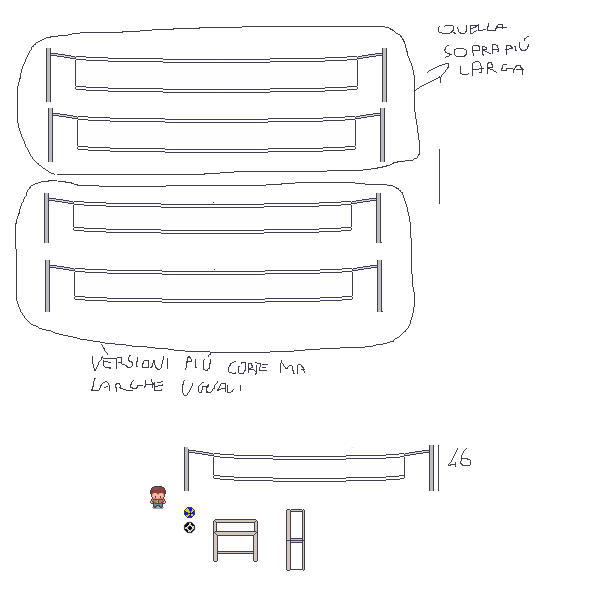 QUELLA
SOPRA PIÚ
LARGA
VERSIONI PIÚ CORTE MA
LARGHE UGUALI
46